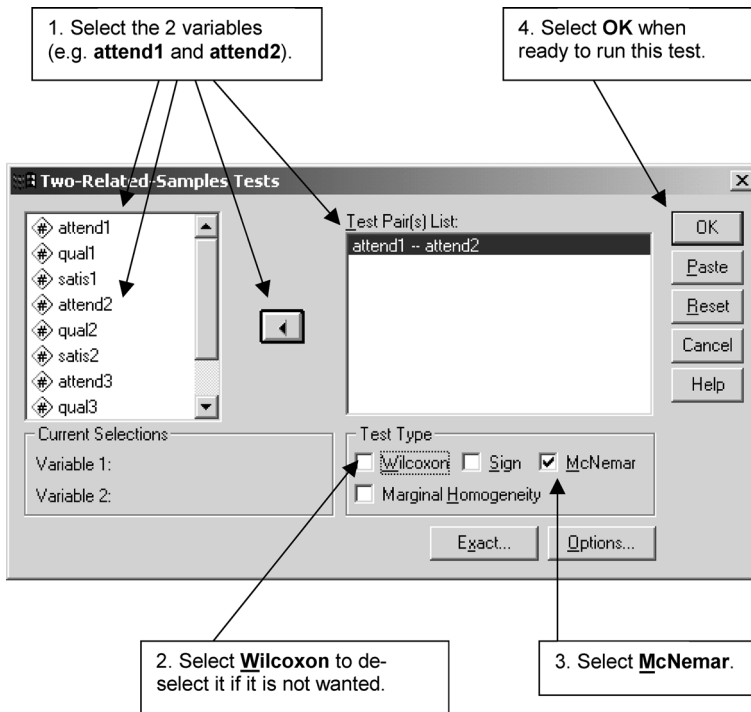 1. Select the 2 variables
(e.g. attend1 and attend2).
4. Select OK when
ready to run this test.
Two-Related-Samples Tests
attend1
qual1
satis1
attend2
qual2
satis2
attend3
qual3
Test Pair(s) List:
attend1 -- attend2
OK
Paste
Reset
Cancel
Help
Current Selections
Variable 1:
Variable 2:
Test Type
Wilcoxon Sign McNemar
Marginal Homogeneity
Exact... Options...
2. Select Wilcoxon to de-
select it if it is not wanted.
3. Select McNemar.